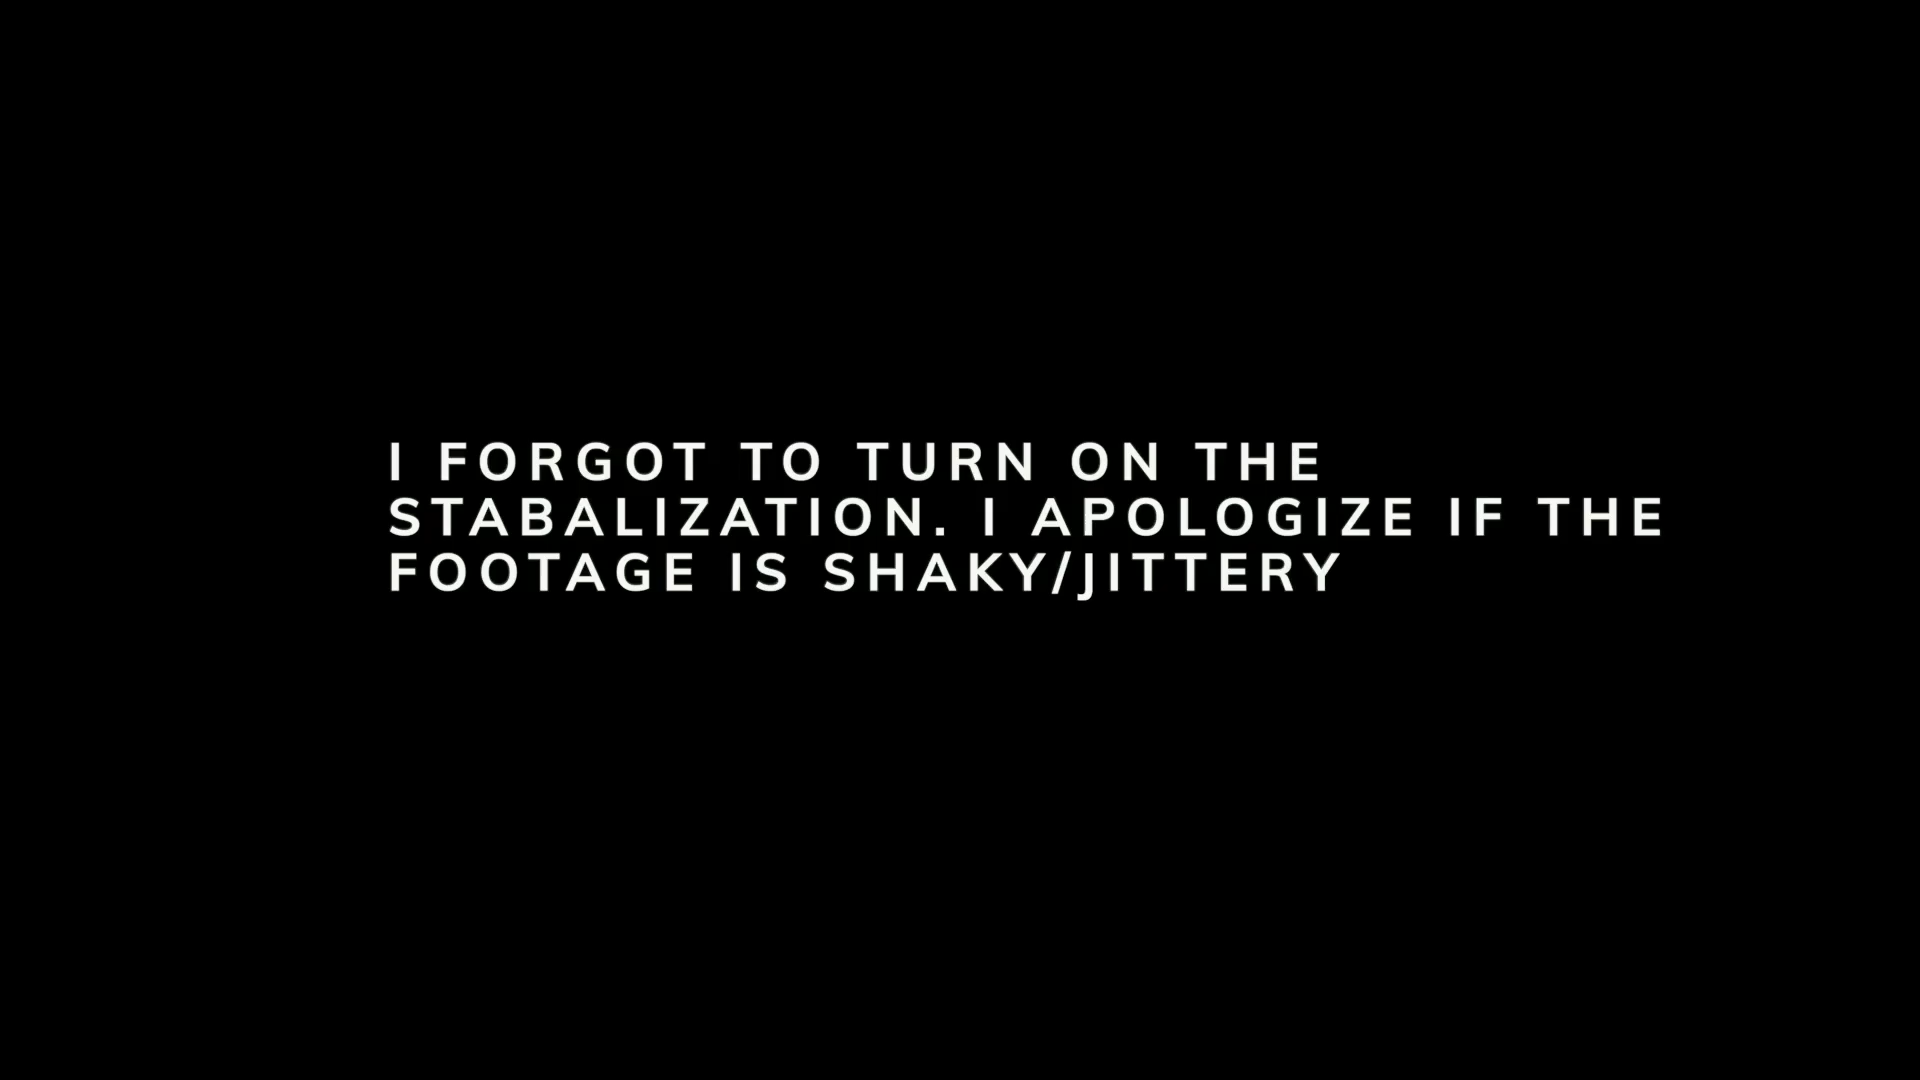 I FORGOT TO TURN ON THE
STABALIZATION. I APOLOGIZE IF THE
FOOTAGE IS SHAKY/JITTERY